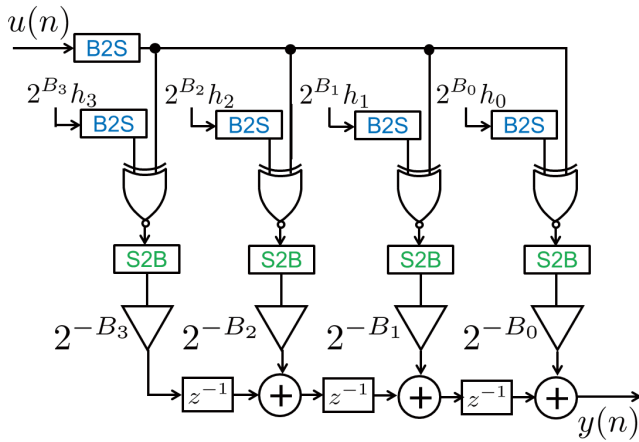 u(n) B2S
2^{B_3}h_3 2^{B_2}h_2 2^{B_1}h_1 2^{B_0}h_0
B2S B2S B2S B2S
S2B S2B S2B S2B
2^{-B_3} 2^{-B_2} 2^{-B_1} 2^{-B_0}
z^{-1} + z^{-1} + z^{-1} +
y(n)